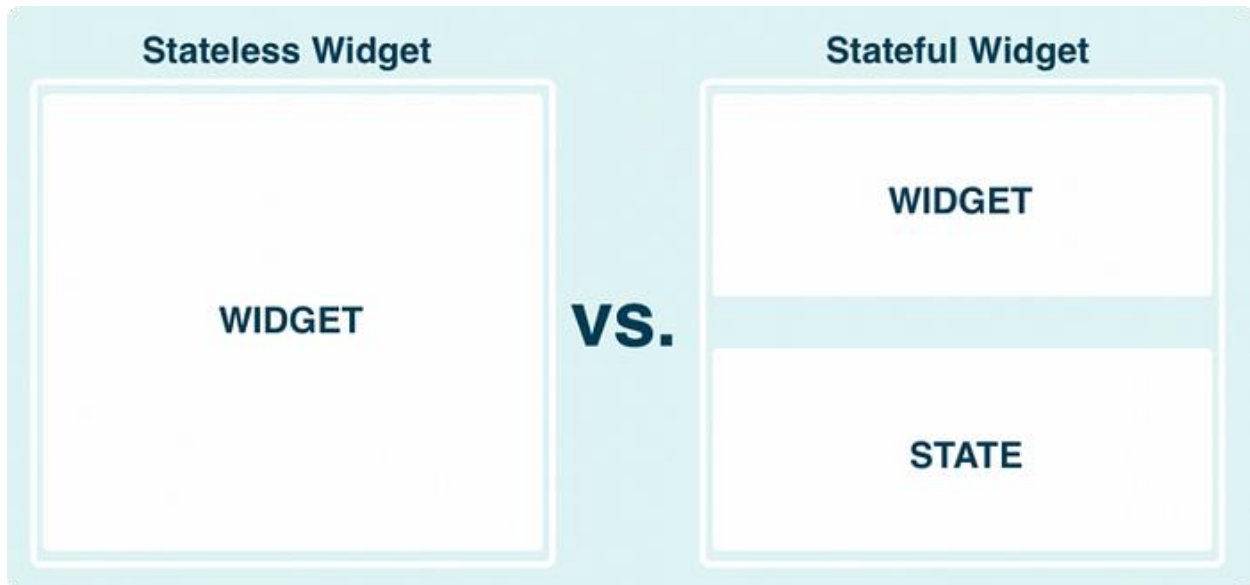 Stateless Widget
WIDGET
vs.
Stateful Widget
WIDGET
STATE